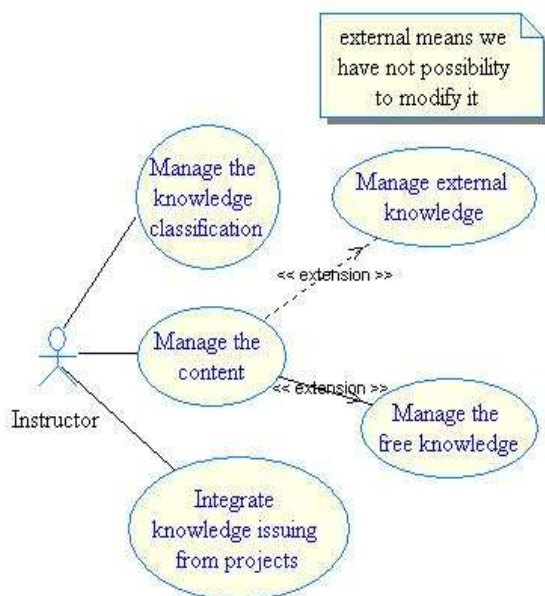 external means we
have not possibility
to modify it
Manage the
knowledge
classification
Manage external
knowledge
<< extension >>
Manage the
content
<< extension >>
Instructor
Manage the
free knowledge
Integrate
knowledge issuing
from projects